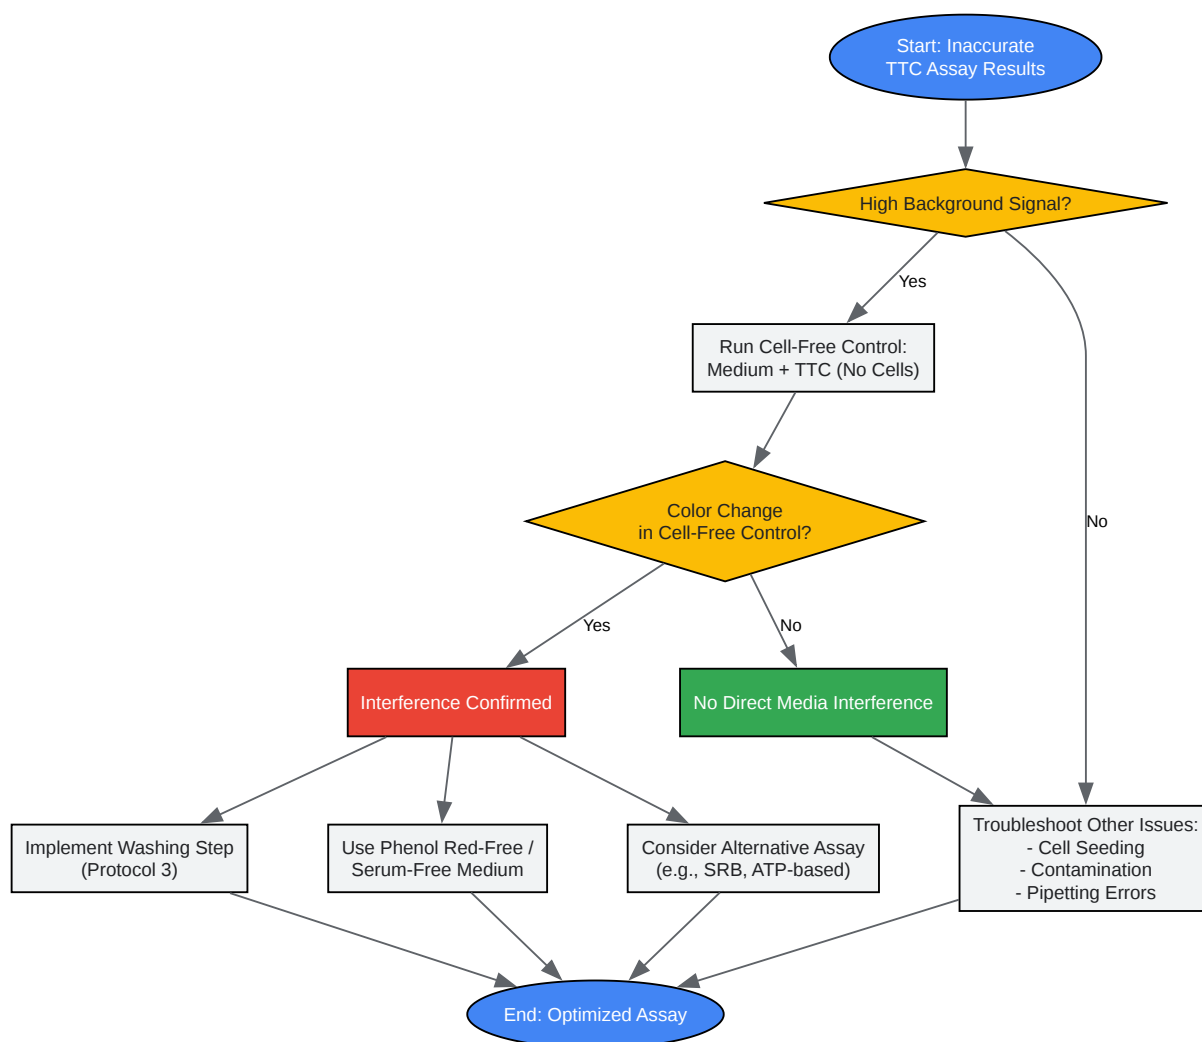 Start: Inaccurate
TTC Assay Results
High Background Signal?
Yes
Run Cell-Free Control:
Medium + TTC (No Cells)
Color Change
in Cell-Free Control?
No
Yes
No
Interference Confirmed
No Direct Media Interference
Implement Washing Step
(Protocol 3)
Use Phenol Red-Free /
Serum-Free Medium
Consider Alternative Assay
(e.g., SRB, ATP-based)
Troubleshoot Other Issues:
- Cell Seeding
- Contamination
- Pipetting Errors
End: Optimized Assay